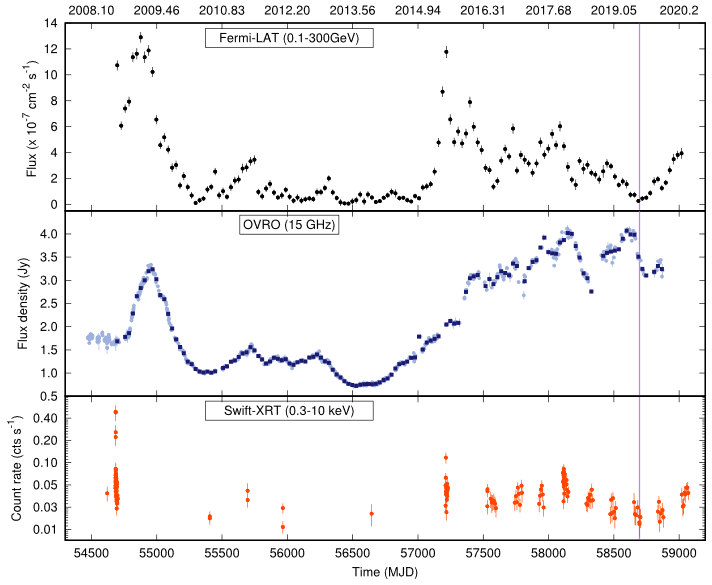 2008.10 2009.46 2010.83 2012.20 2013.56 2014.94 2016.31 2017.68 2019.05 2020.2
14
Fermi-LAT (0.1-300GeV)
12
10
8
6
4
2
0
Flux (x 10⁻⁷ cm⁻² s⁻¹)
OVRO (15 GHz)
4.0
3.5
3.0
2.5
2.0
1.5
1.0
0.5
Flux density (Jy)
Swift-XRT (0.3-10 keV)
0.40
0.20
0.10
0.05
0.03
0.01
Count rate (cts s⁻¹)
54500 55000 55500 56000 56500 57000 57500 58000 58500 59000
Time (MJD)